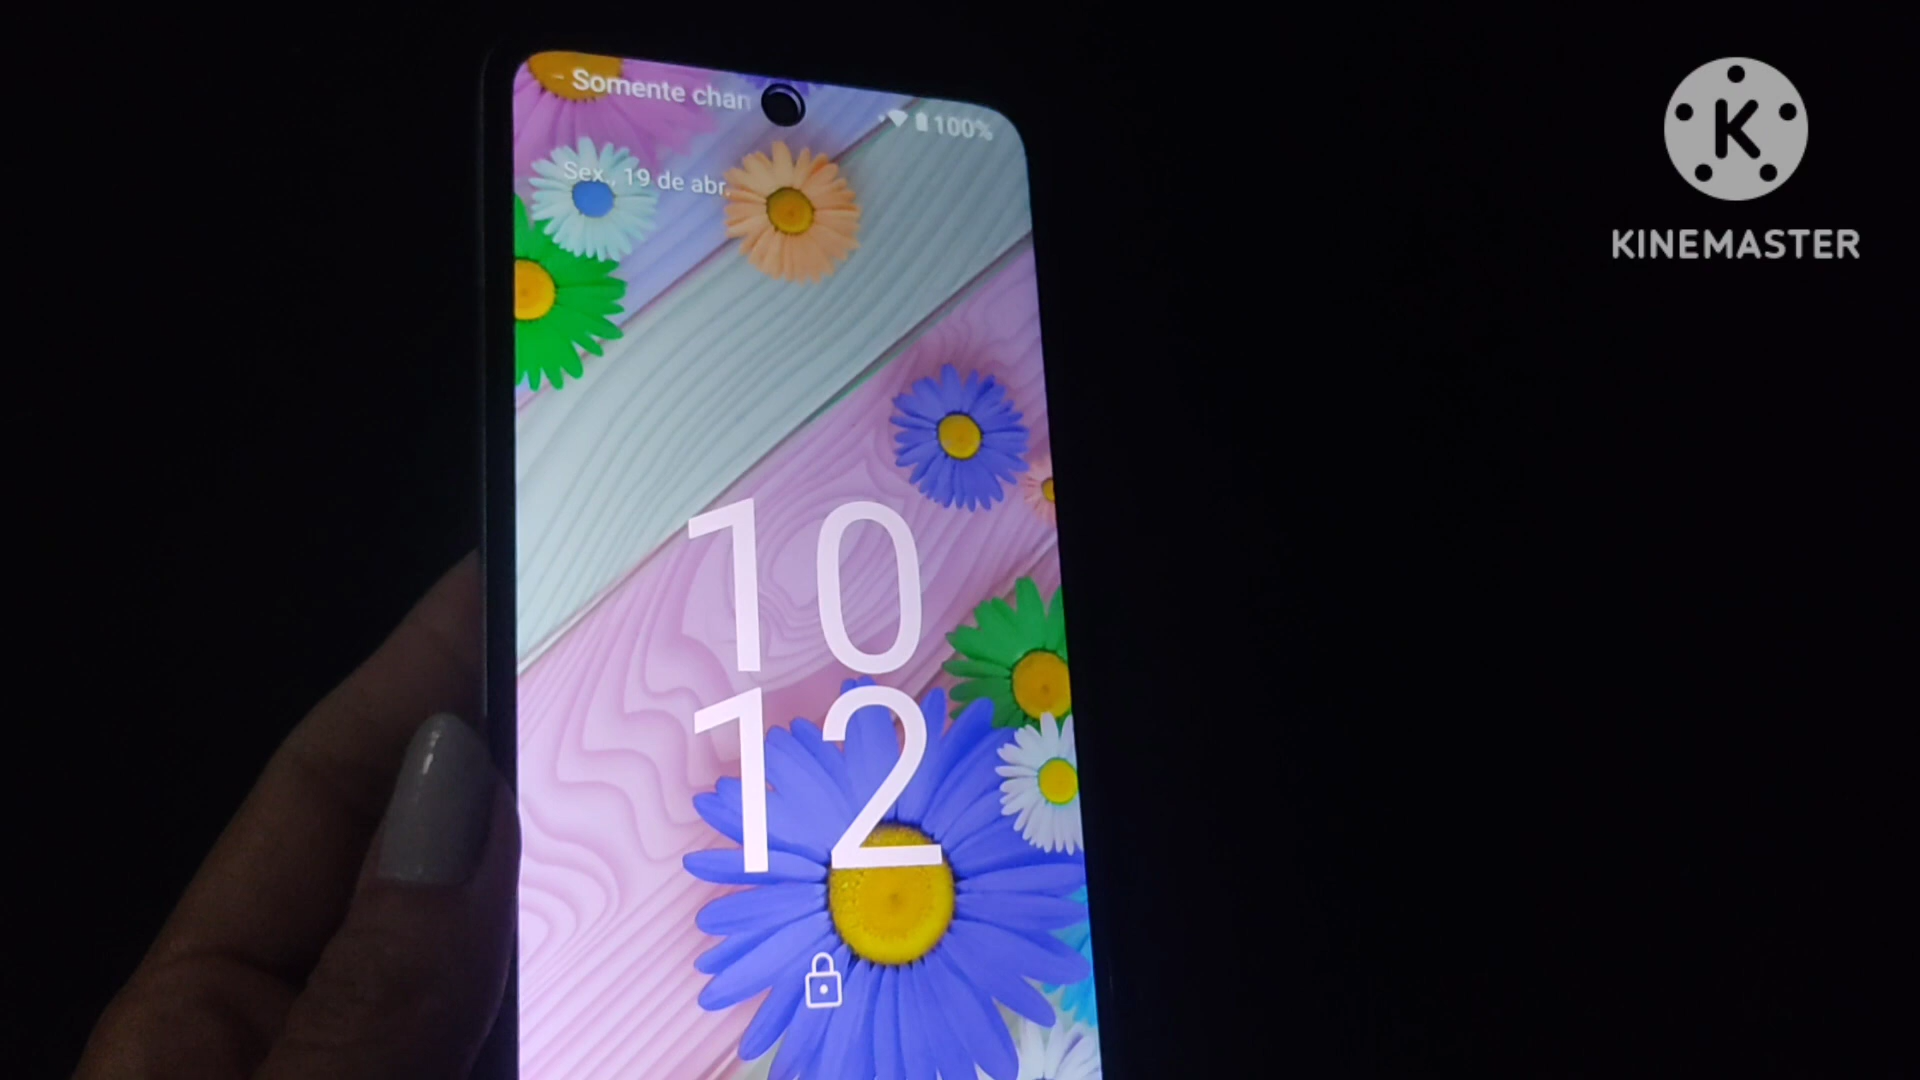 - Somente chan
100%
Sex., 19 de abr.
10
12
K
KINEMASTER